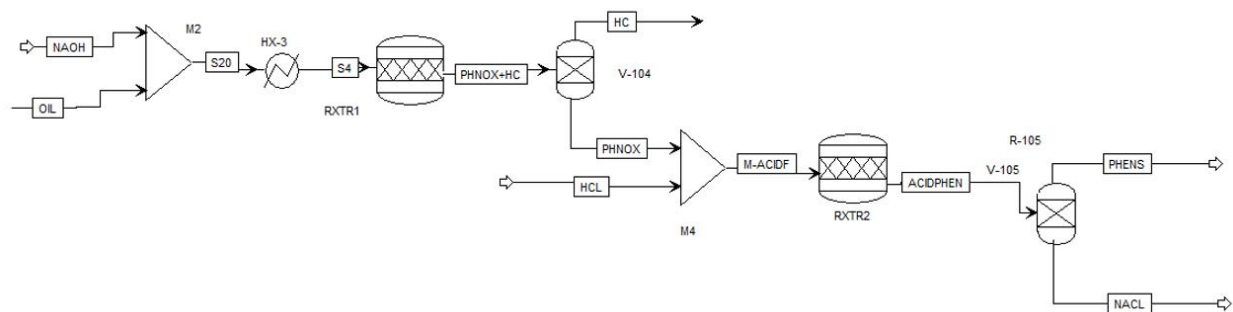 M2
NAOH
S20
OIL
HX-3
S4
RXTR1
PHNOX+HC
HC
V-104
PHNOX
HCL
M4
M-ACIDF
RXTR2
ACIDPHEN
R-105
V-105
PHENS
NACL